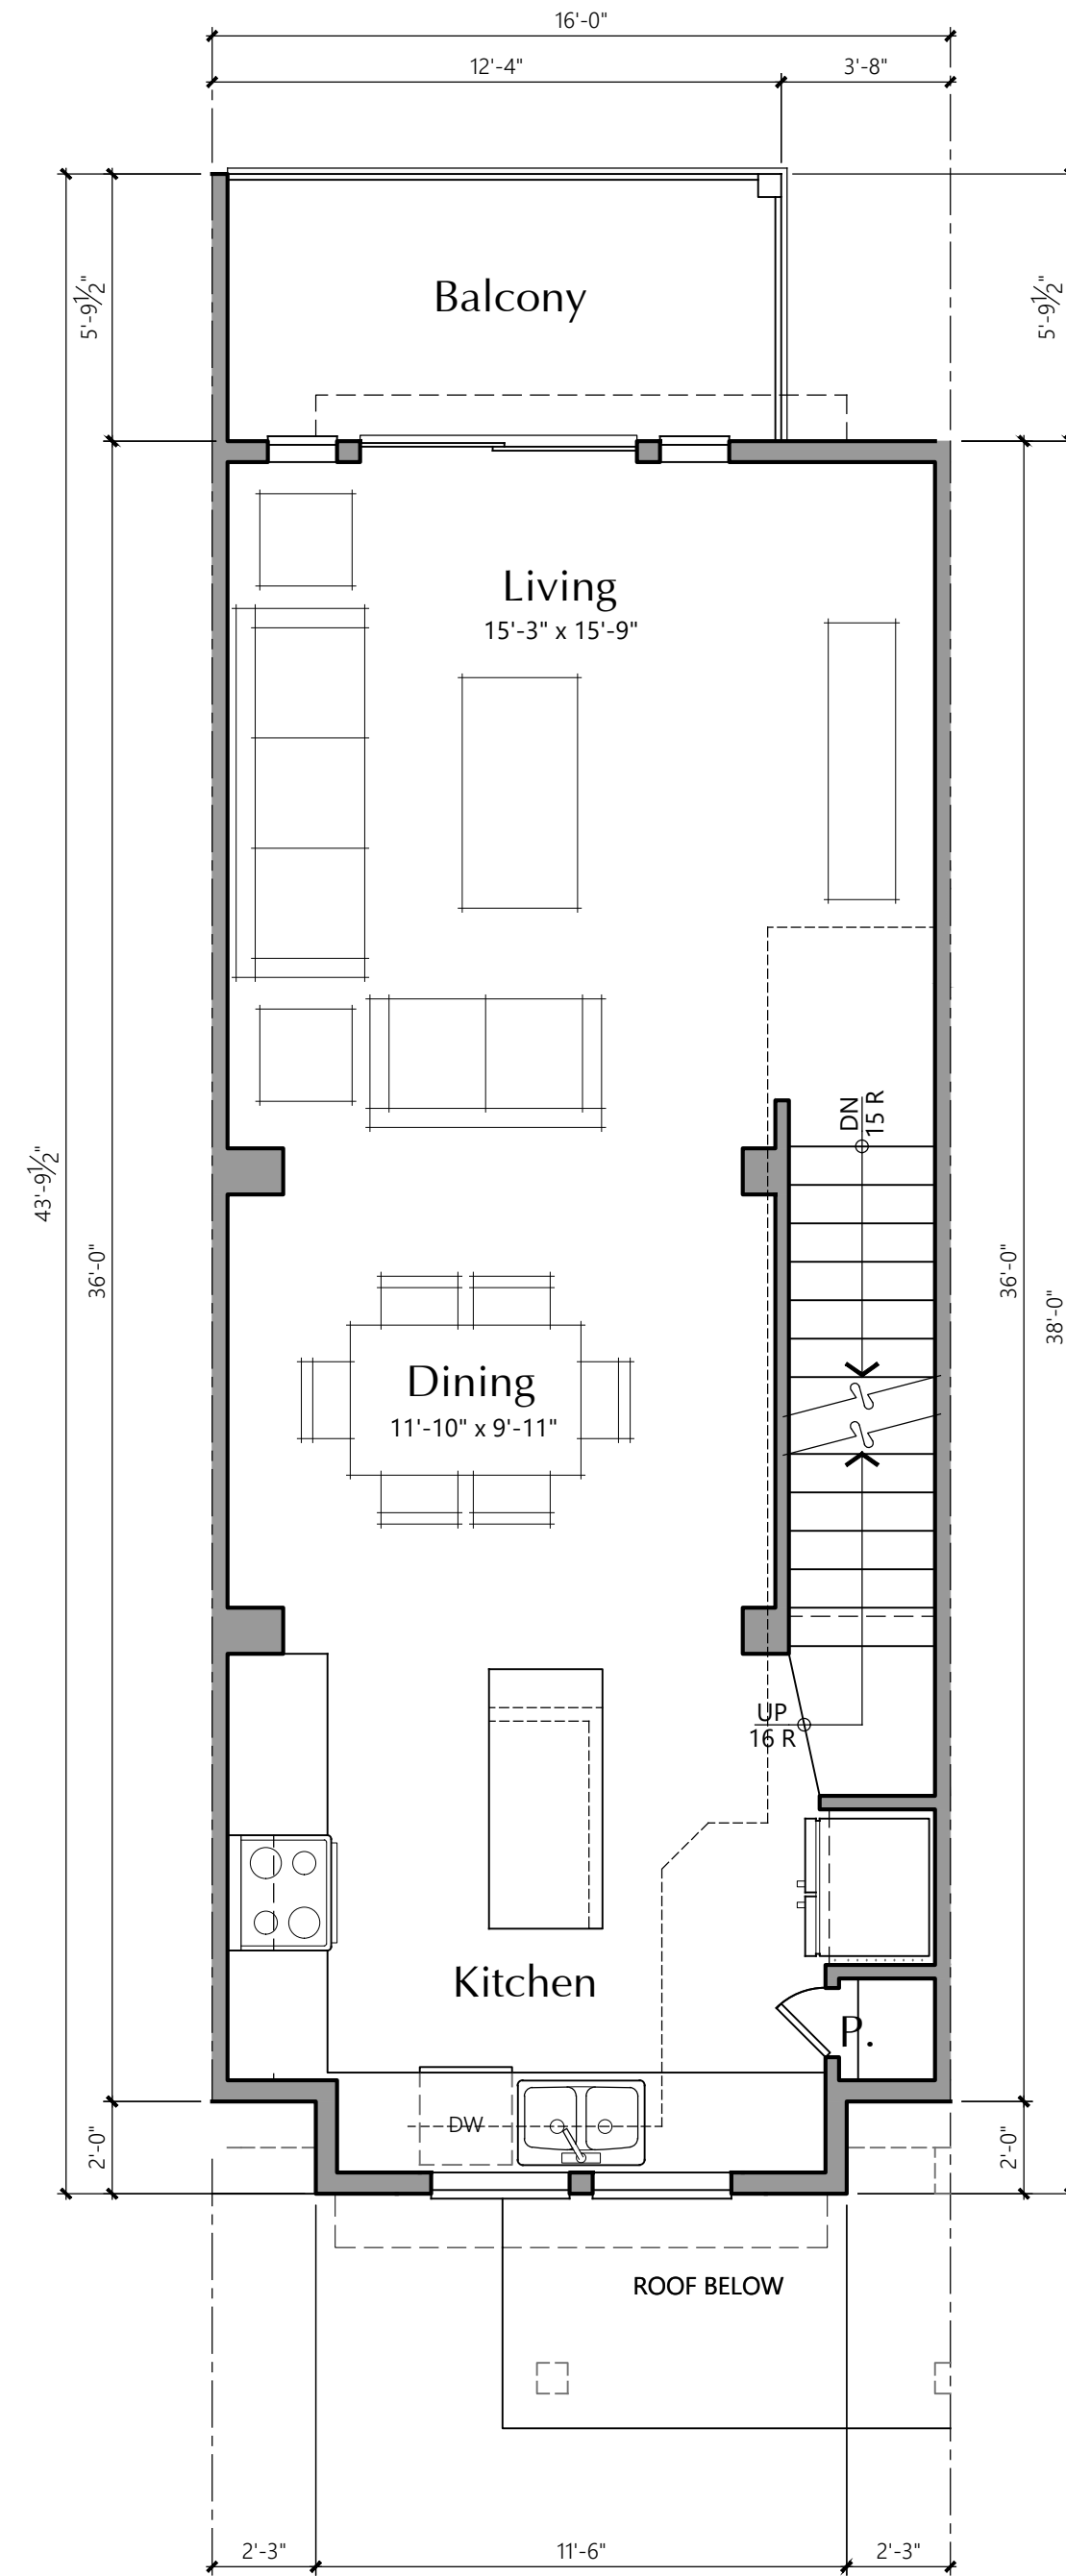 16'-0"
12'-4"
3'-8"
Balcony
5'-9½"
5'-9½"
Living
15'-3" x 15'-9"
DN
15 R
43'-9½"
36'-0"
36'-0"
38'-0"
Dining
11'-10" x 9'-11"
UP
16 R
Kitchen
P.
DW
2'-0"
2'-0"
ROOF BELOW
2'-3"
11'-6"
2'-3"